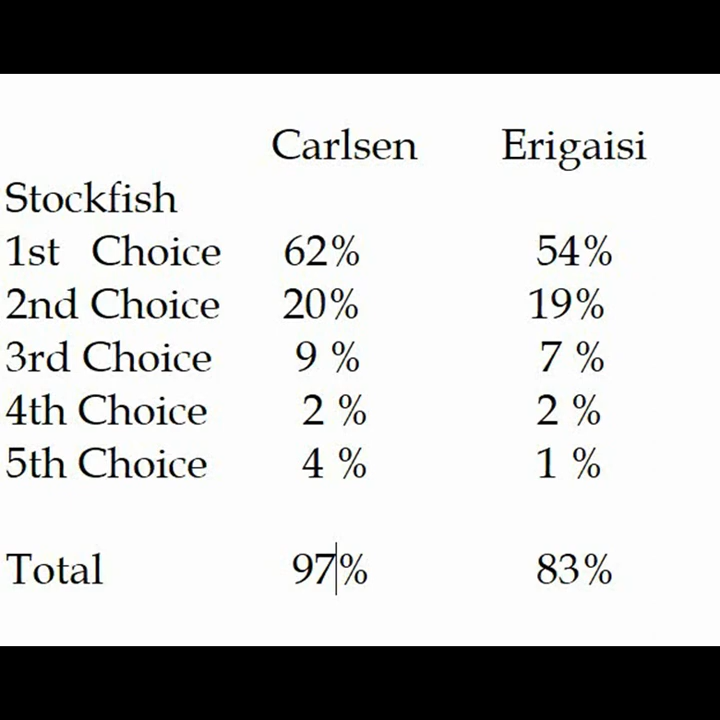 Carlsen Erigaisi
Stockfish
1st Choice 62% 54%
2nd Choice 20% 19%
3rd Choice 9 % 7 %
4th Choice 2 % 2 %
5th Choice 4 % 1 %
Total 97% 83%